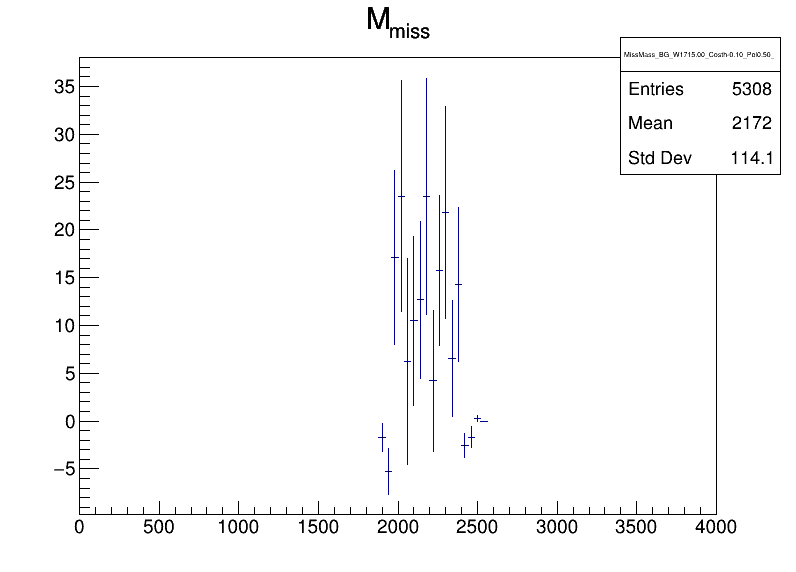 M_miss
MissMass_BG_W1715.00_Costh-0.10_Pol0.50_
Entries 5308
Mean 2172
Std Dev 114.1
35
30
25
20
15
10
5
0
−5
0 500 1000 1500 2000 2500 3000 3500 4000